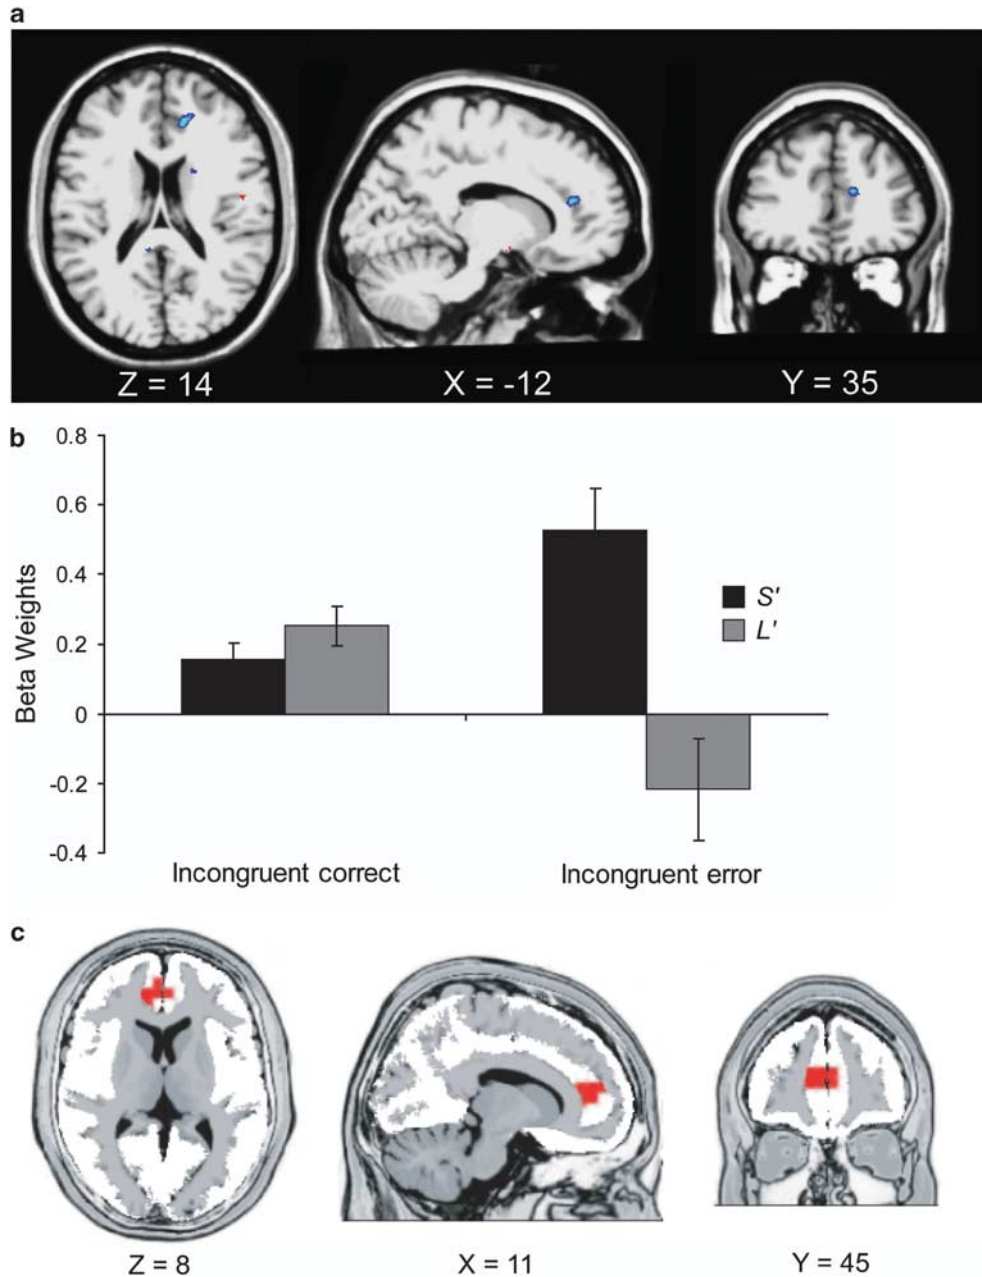 a
Z = 14
X = -12
Y = 35
b
0.8
0.6
0.4
0.2
0
-0.2
-0.4
Beta Weights
S'
L'
Incongruent correct
Incongruent error
c
Z = 8
X = 11
Y = 45